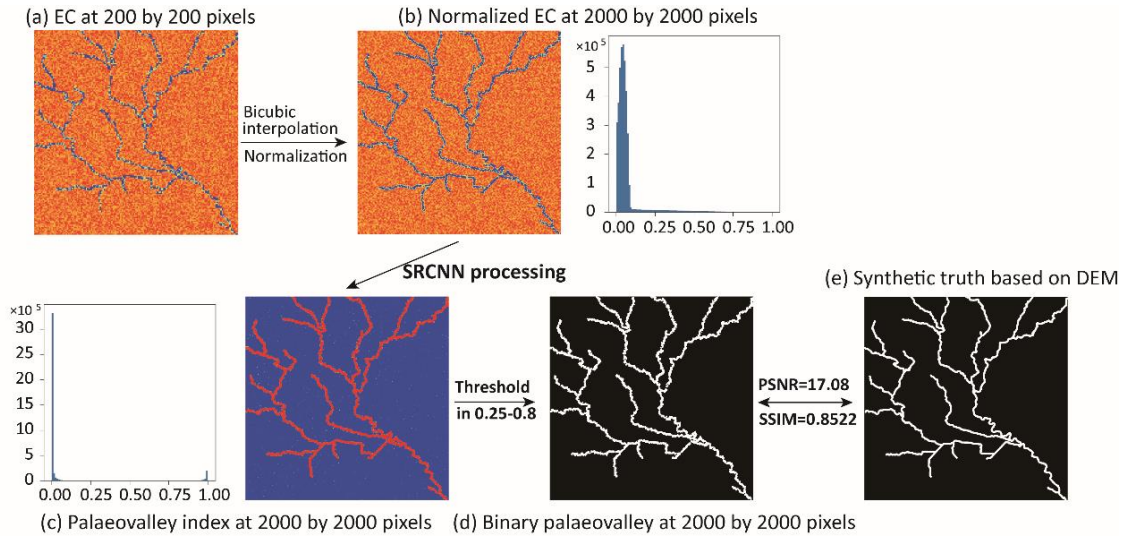 (a) EC at 200 by 200 pixels
(b) Normalized EC at 2000 by 2000 pixels
Bicubic
interpolation
Normalization
×10 5
5
4
3
2
1
0
0.00 0.25 0.50 0.75 1.00
SRCNN processing
(e) Synthetic truth based on DEM
×10 5
30
25
20
15
10
5
0
0.00 0.25 0.50 0.75 1.00
Threshold
in 0.25-0.8
PSNR=17.08
SSIM=0.8522
(c) Palaeovalley index at 2000 by 2000 pixels
(d) Binary palaeovalley at 2000 by 2000 pixels